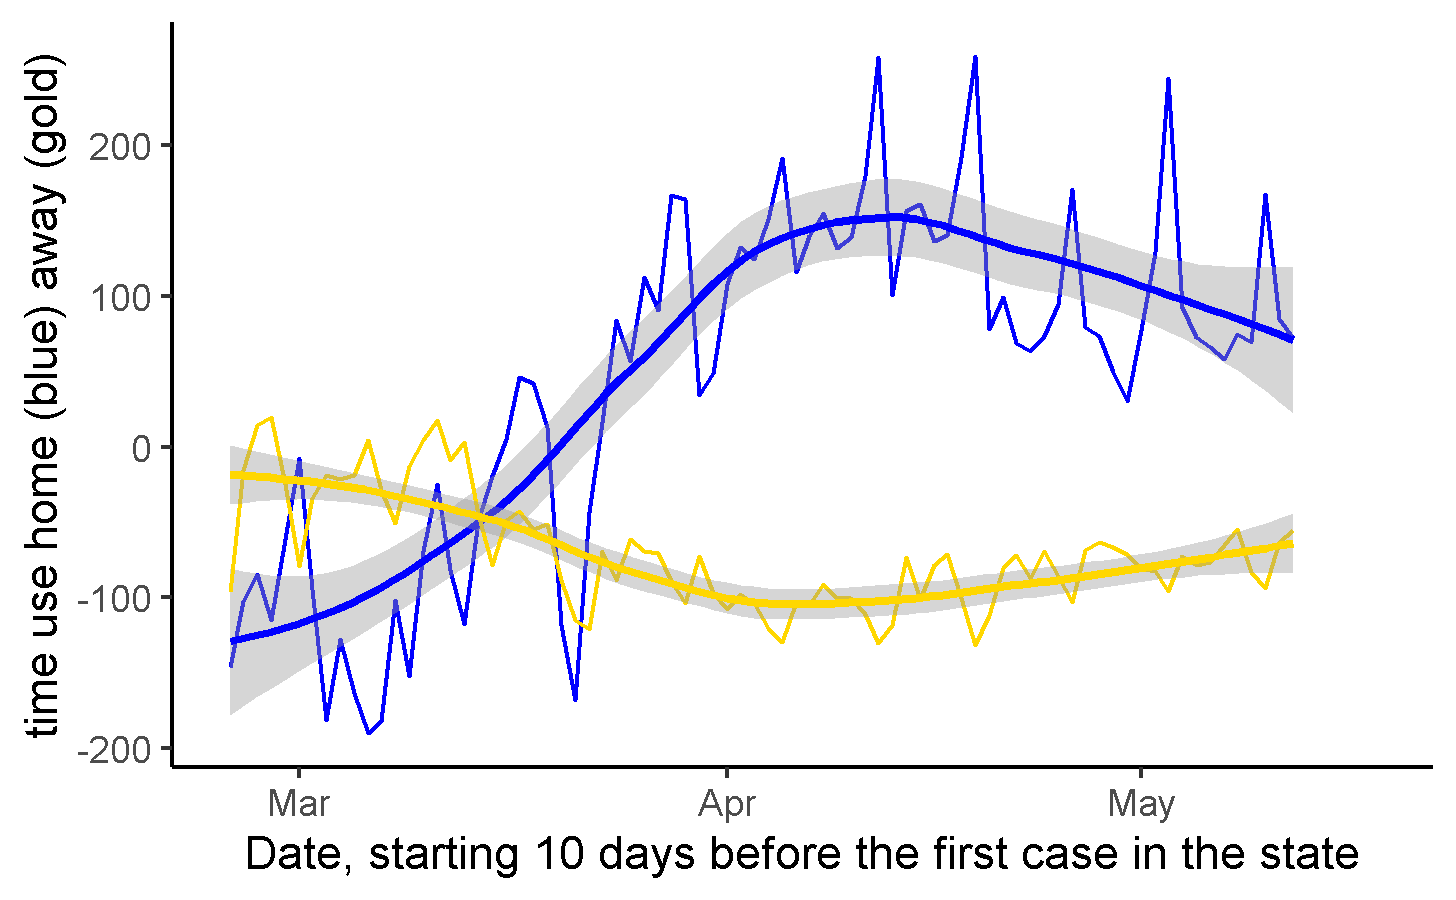 time use home (blue) away (gold)
200
100
0
-100
-200
Mar
Apr
May
Date, starting 10 days before the first case in the state